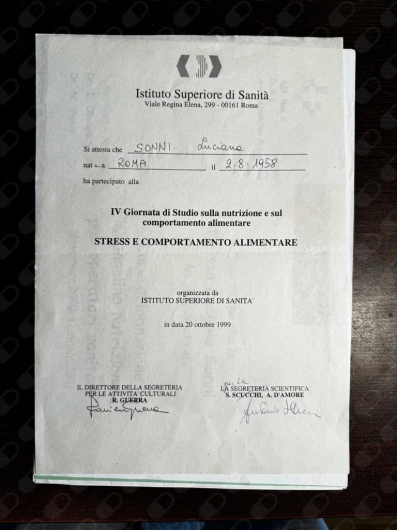 Istituto Superiore di Sanità
Viale Regina Elena, 299 - 00161 Roma
Si attesta che SONNI Luciana
nat a ROMA il 2.8.1958
ha partecipato alla
IV Giornata di Studio sulla nutrizione e sul
comportamento alimentare
STRESS E COMPORTAMENTO ALIMENTARE
organizzata da
ISTITUTO SUPERIORE DI SANITA'
in data 20 ottobre 1999
IL DIRETTORE DELLA SEGRETERIA
PER LE ATTIVITA' CULTURALI
R. GUERRA
LA SEGRETERIA SCIENTIFICA
S. SCUCCHI, A. D'AMORE